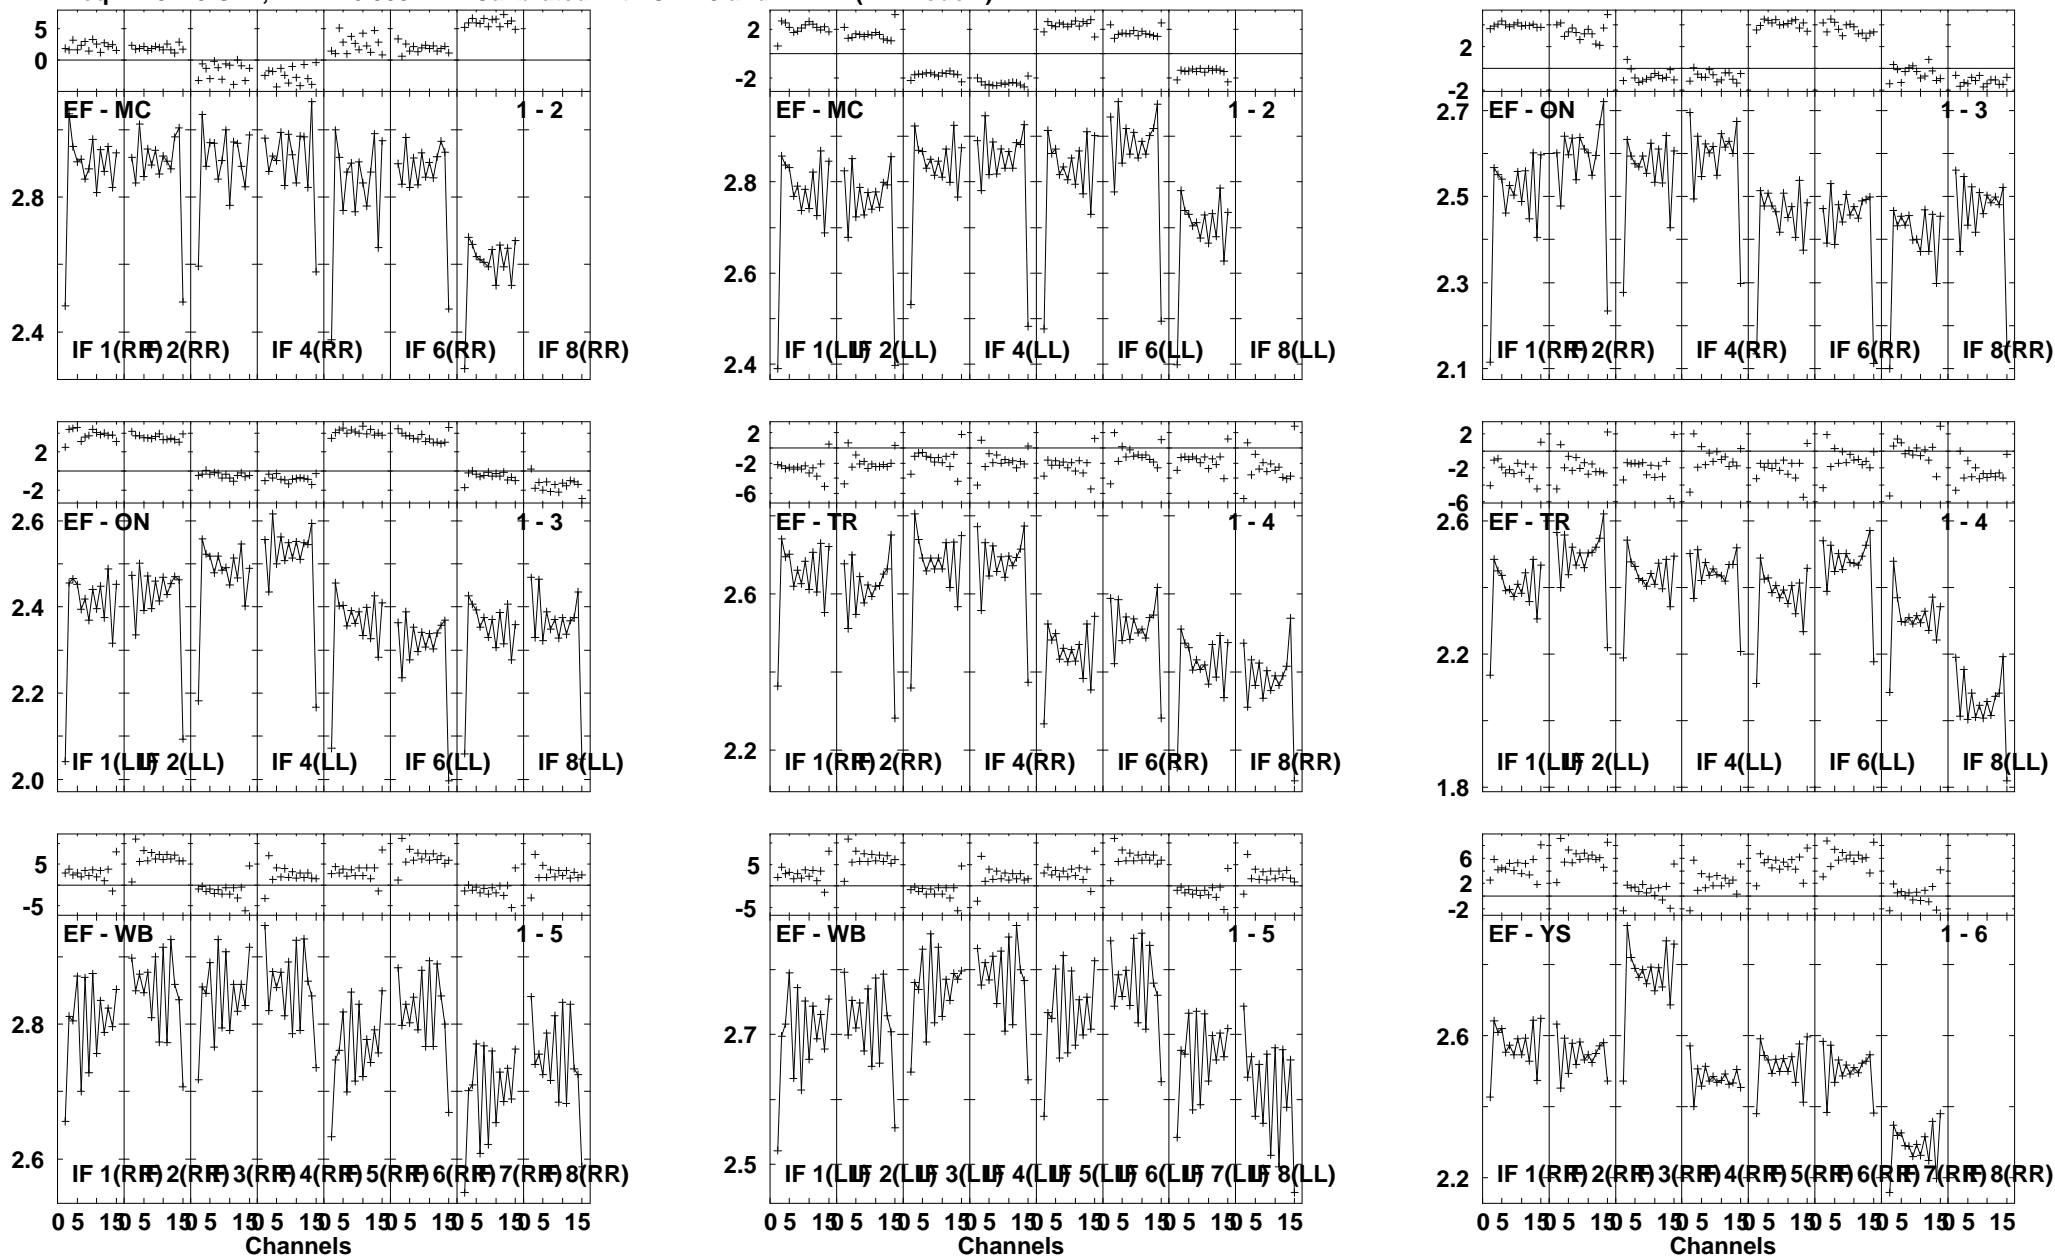 5
0
EF - MC 1 - 2
2.8
2.4
IF 1(RR) IF 2(RR) IF 4(RR) IF 6(RR) IF 8(RR)
2
-2
EF - MC 1 - 2
2.8
2.6
2.4
IF 1(LL) IF 2(LL) IF 4(LL) IF 6(LL) IF 8(LL)
2
-2
EF - ON 1 - 3
2.7
2.5
2.3
2.1
IF 1(RR) IF 2(RR) IF 4(RR) IF 6(RR) IF 8(RR)
2
-2
EF - ON 1 - 3
2.6
2.4
2.2
2.0
IF 1(LL) IF 2(LL) IF 4(LL) IF 6(LL) IF 8(LL)
2
-2
-6
EF - TR 1 - 4
2.6
2.2
IF 1(RR) IF 2(RR) IF 4(RR) IF 6(RR) IF 8(RR)
2
-2
-6
EF - TR 1 - 4
2.6
2.2
1.8
IF 1(LL) IF 2(LL) IF 4(LL) IF 6(LL) IF 8(LL)
5
-5
EF - WB 1 - 5
2.8
2.6
IF 1(RR) IF 2(RR) IF 3(RR) IF 4(RR) IF 5(RR) IF 6(RR) IF 7(RR) IF 8(RR)
0 5 15 0 5 15 0 5 15 0 5 15
Channels
5
-5
EF - WB 1 - 5
2.7
2.5
IF 1(LL) IF 2(LL) IF 3(LL) IF 4(LL) IF 5(LL) IF 6(LL) IF 7(LL) IF 8(LL)
0 5 15 0 5 15 0 5 15 0 5 15
Channels
6
2
-2
EF - YS 1 - 6
2.6
2.2
IF 1(RR) IF 2(RR) IF 3(RR) IF 4(RR) IF 5(RR) IF 6(RR) IF 7(RR) IF 8(RR)
0 5 15 0 5 15 0 5 15 0 5 15
Channels